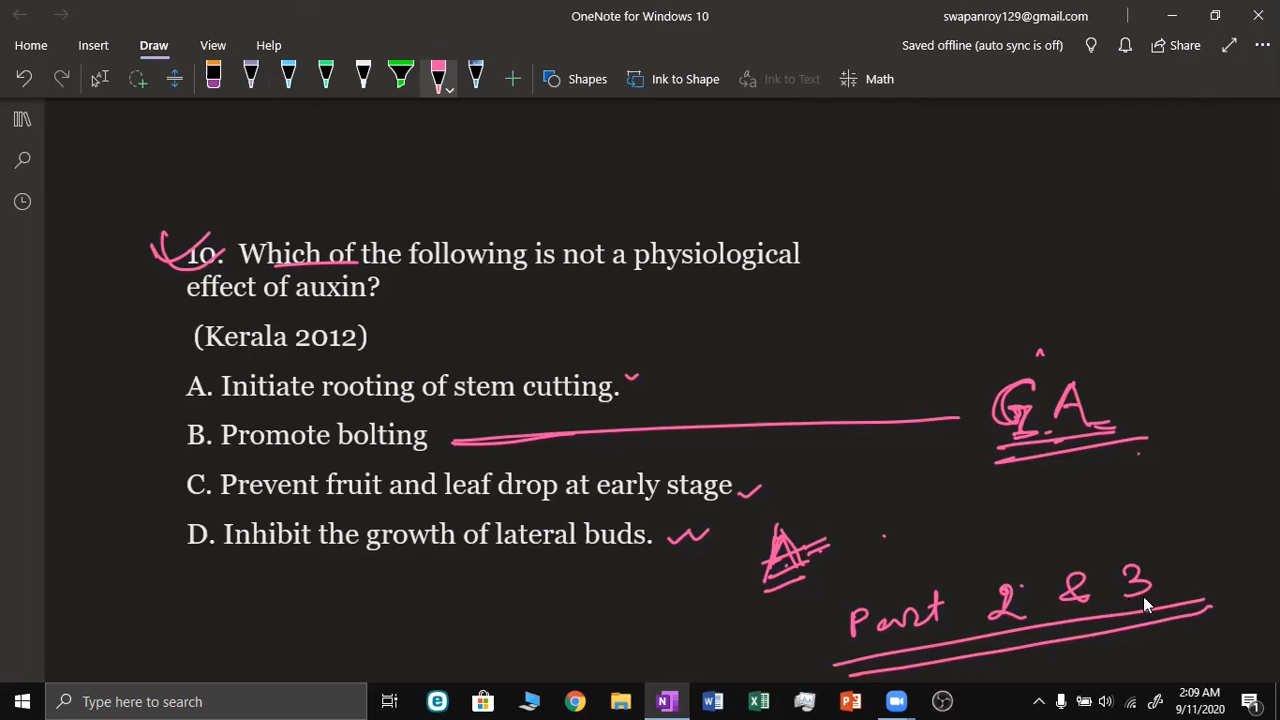 OneNote for Windows 10
swapanroy129@gmail.com
Home Insert Draw View Help
Saved offline (auto sync is off)
Share
Shapes
Ink to Shape
Ink to Text
Math
10. Which of the following is not a physiological
effect of auxin?
(Kerala 2012)
A. Initiate rooting of stem cutting.
B. Promote bolting
GA
C. Prevent fruit and leaf drop at early stage
D. Inhibit the growth of lateral buds.
A
Part 2 & 3
Type here to search
2:09 AM
9/11/2020